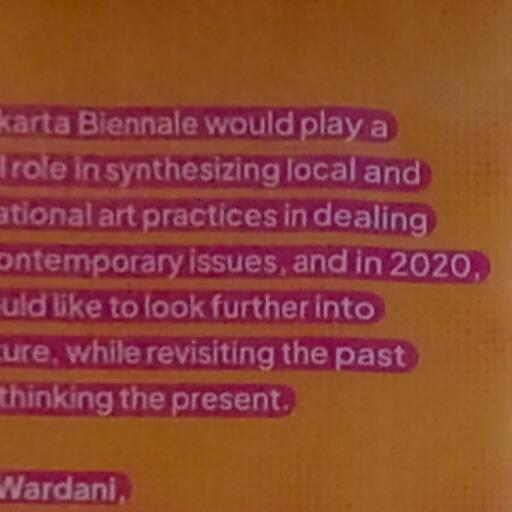 karta Biennale would play a
l role in synthesizing local and
ational art practices in dealing
ontemporary issues, and in 2020,
uld like to look further into
ture, while revisiting the past
thinking the present.
Wardani,